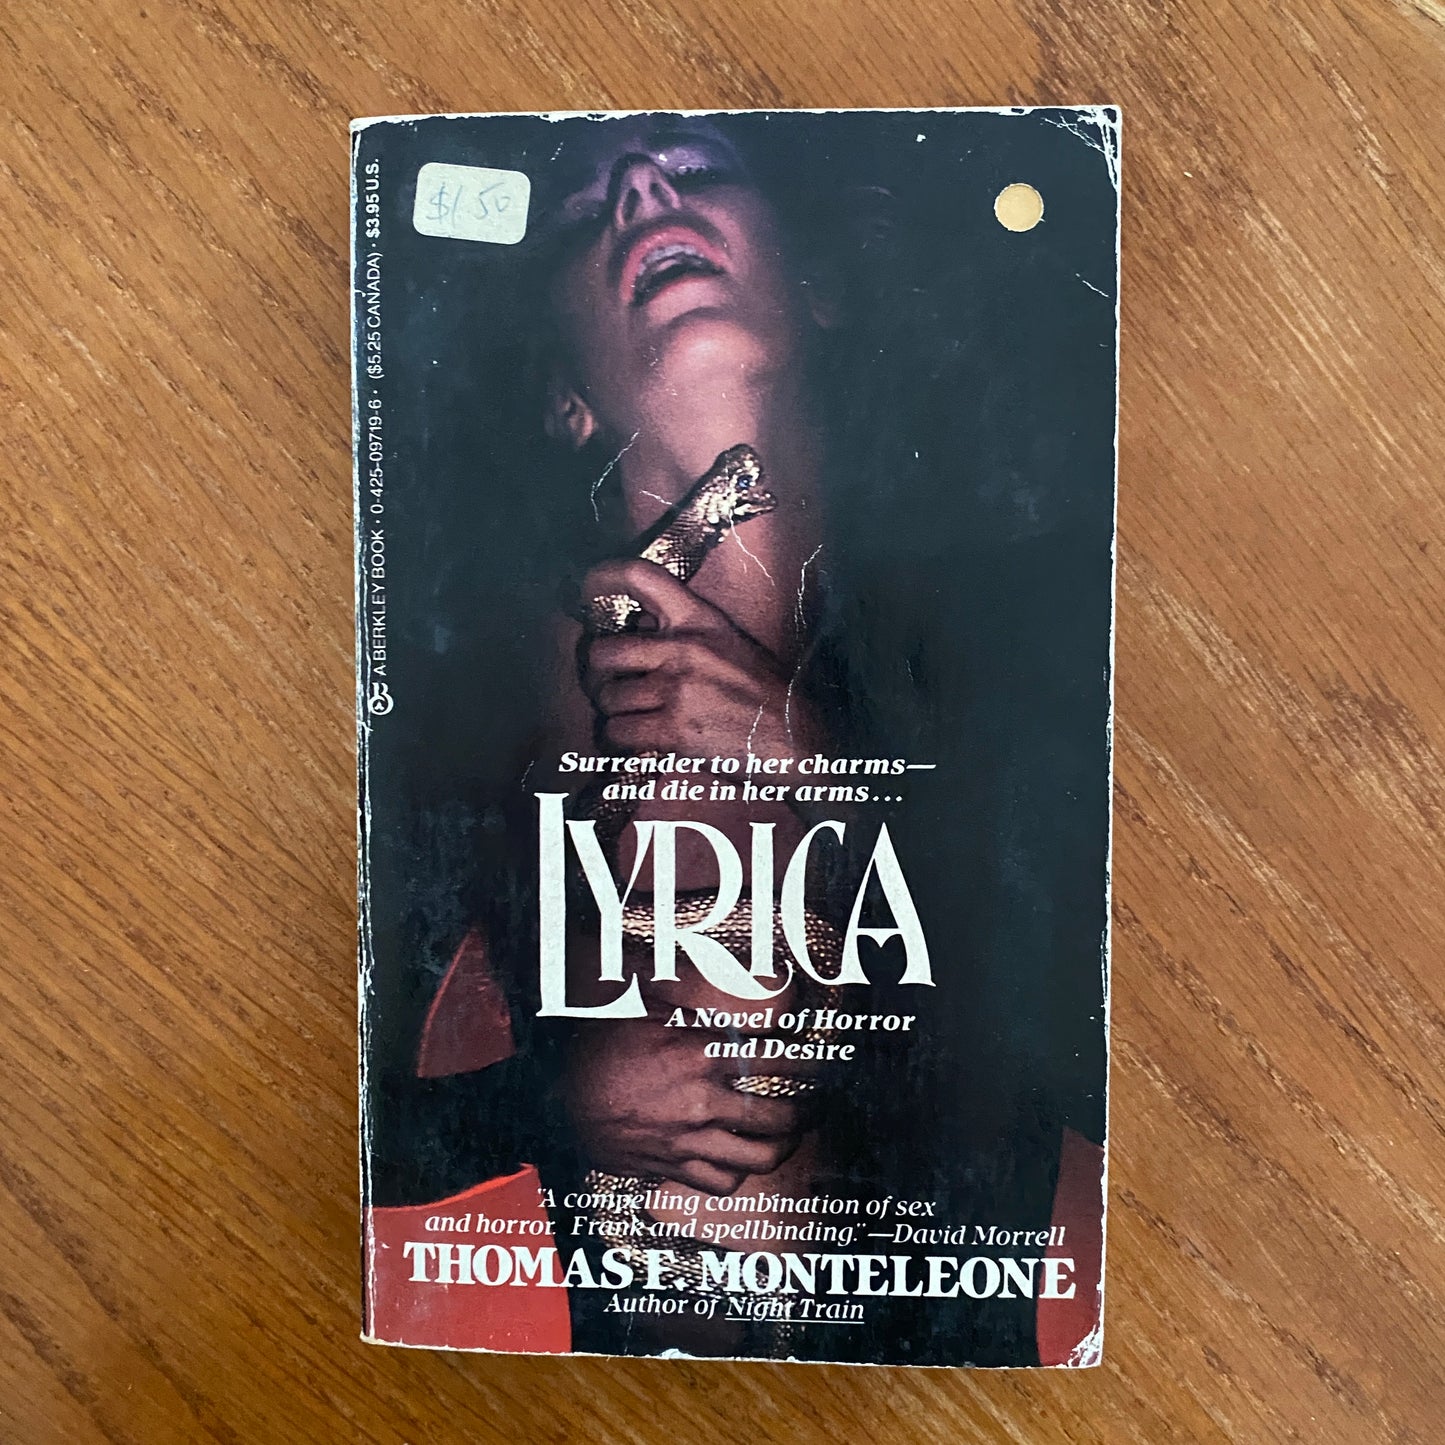 $1.50
A BERKLEY BOOK • 0-425-09719-6 • ($5.25 CANADA) • $3.95 U.S.
Surrender to her charms—
and die in her arms...
LYRICA
A Novel of Horror
and Desire
"A compelling combination of sex
and horror. Frank and spellbinding." —David Morrell
THOMAS F. MONTELEONE
Author of Night Train